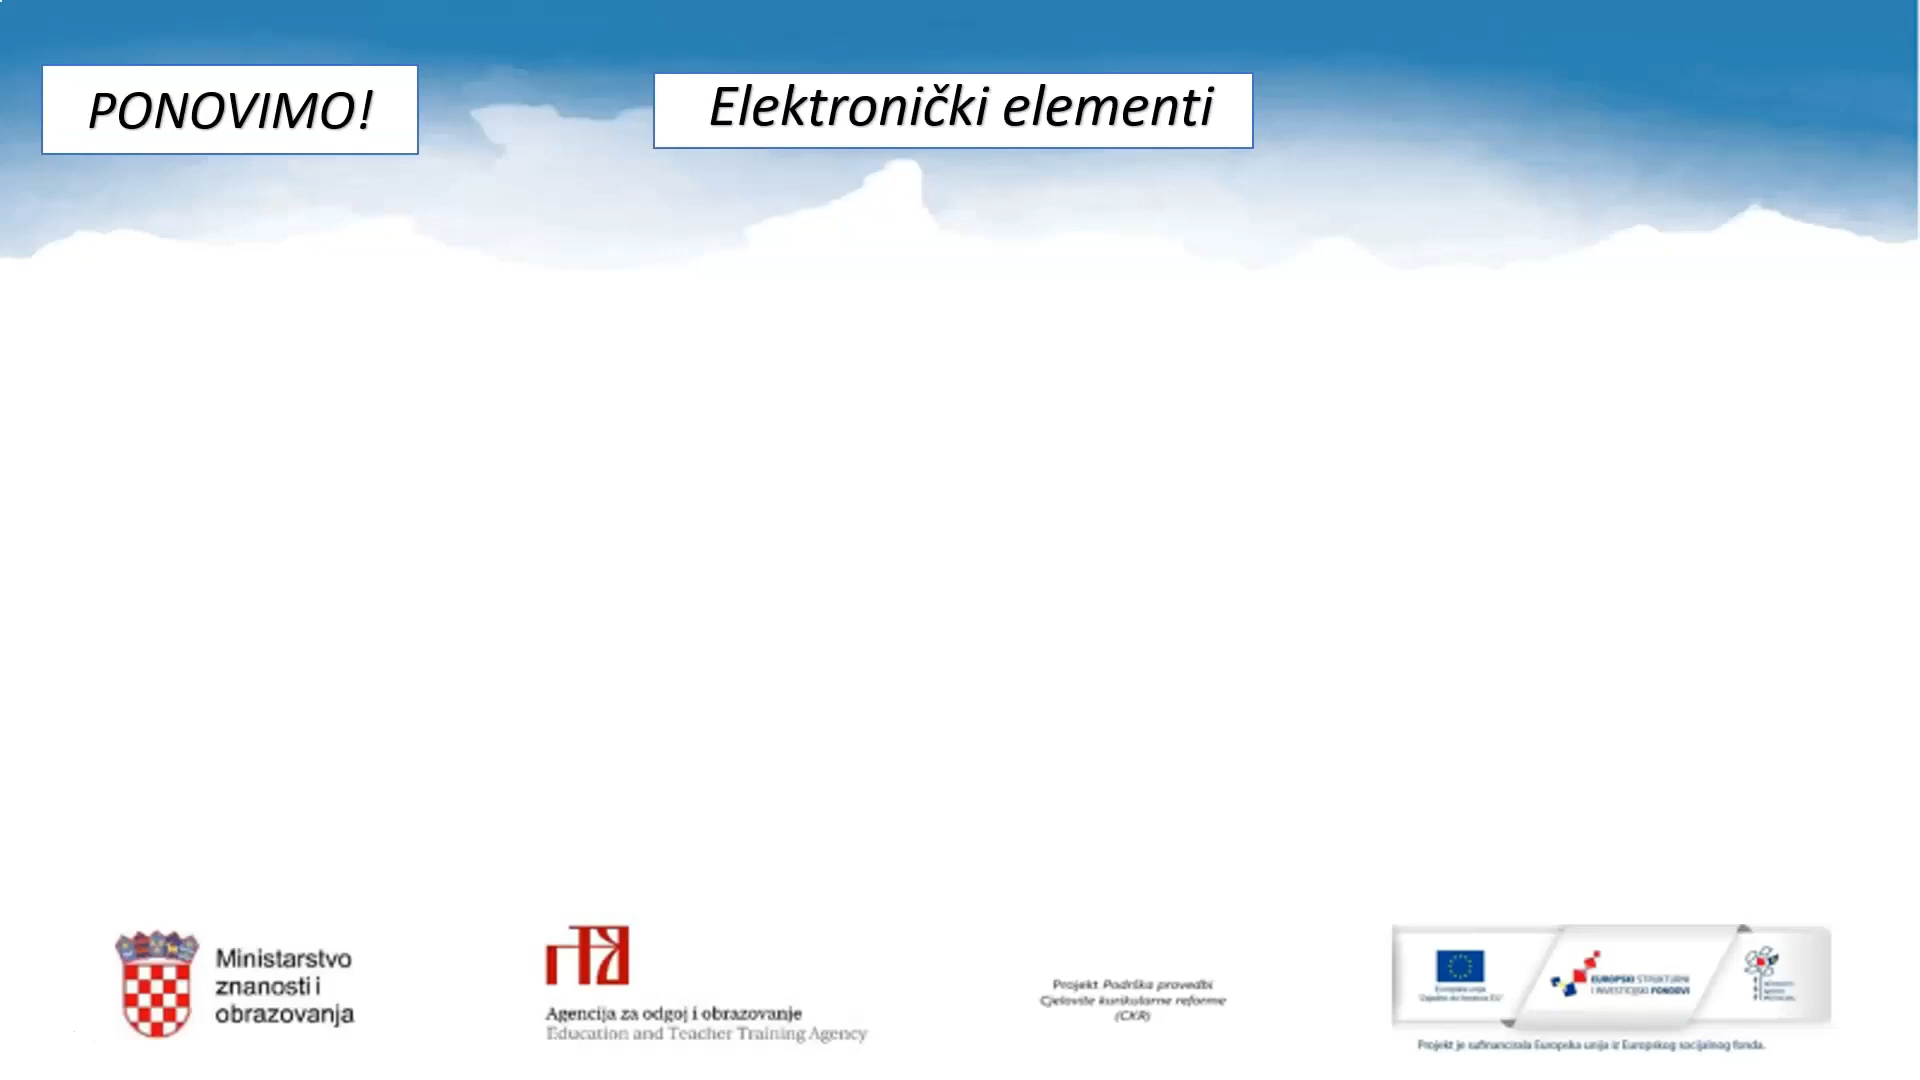 PONOVIMO!
Elektronički elementi
Ministarstvo
znanosti i
obrazovanja
Agencija za odgoj i obrazovanje
Education and Teacher Training Agency
Projekt Podrška provedbi
Cjelovite kurikularne reforme
(CKR)
EUROPSKI STRUKTURNI
I INVESTICIJSKI FONDOVI
Projekt je sufinancirala Europska unija iz Europskog socijalnog fonda.